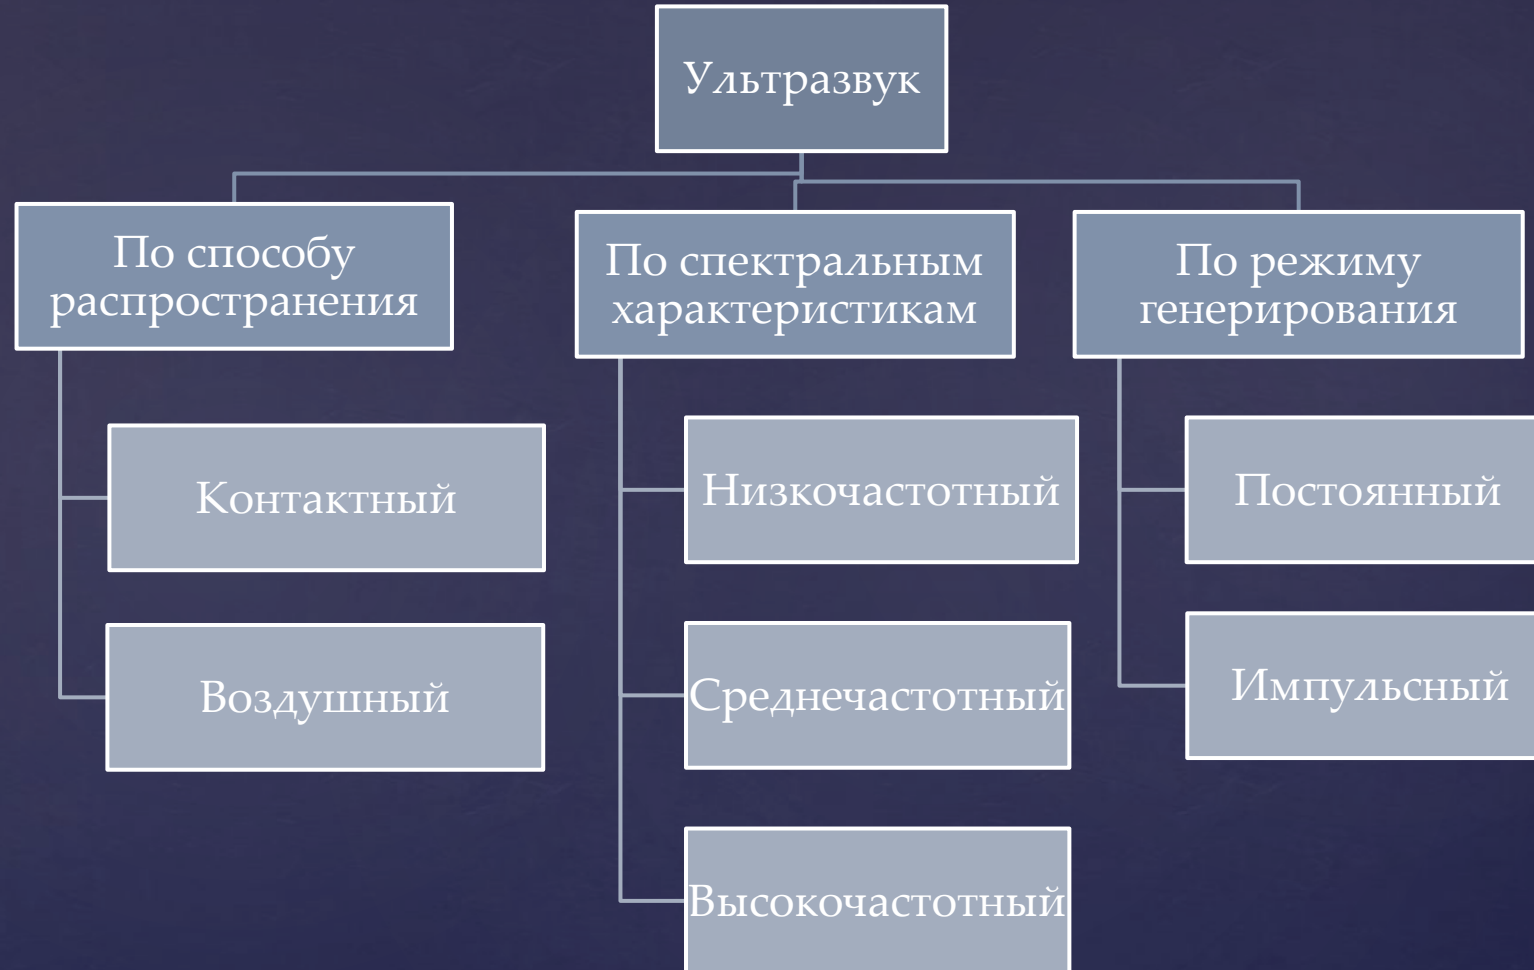 Ультразвук
По способу
распространения
Контактный
Воздушный
По спектральным
характеристикам
Низкочастотный
Среднечастотный
Высокочастотный
По режиму
генерирования
Постоянный
Импульсный